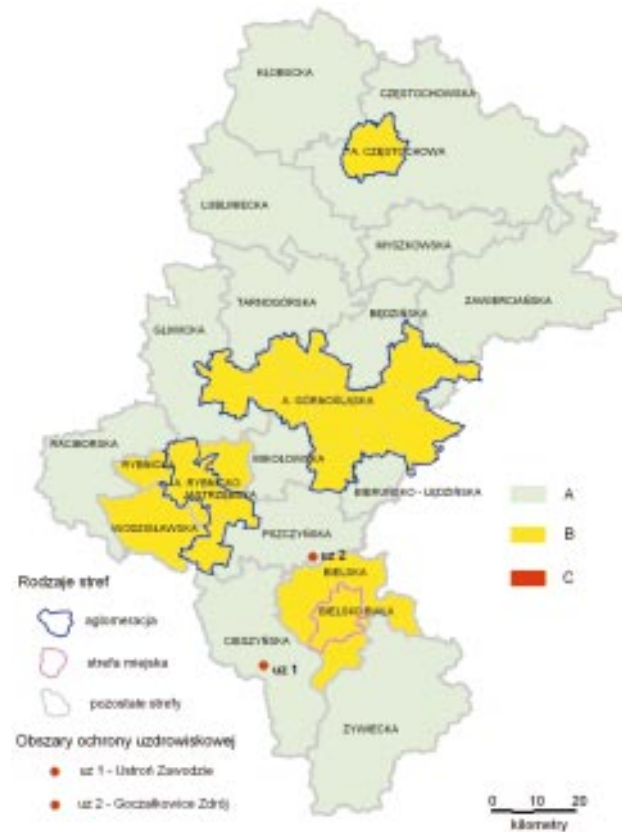 KŁOBUCKA
CZĘSTOCHOWSKA
A. CZĘSTOCHOWA
LUBLINIECKA
MYSZKOWSKA
TARNOGÓRSKA
BĘDZIŃSKA
ZAWIERCIAŃSKA
GLIWICKA
A. GÓRNOŚLĄSKA
RACIBORSKA
RYBNICKA
A. RYBNICKO-
JASTRZĘBSKA
MIKOŁOWSKA
BIERUŃSKO - LĘDZIŃSKA
WODZISŁAWSKA
PSZCZYŃSKA
uz 2
BIELSKA
BIELSKO BIAŁA
CIESZYŃSKA
uz 1
ŻYWIECKA
A
B
C
Rodzaje stref
aglomeracja
strefa miejska
pozostałe strefy
Obszary ochrony uzdrowiskowej
uz 1 - Ustroń Zawodzie
uz 2 - Goczałkowice Zdrój
0 10 20
kilometry